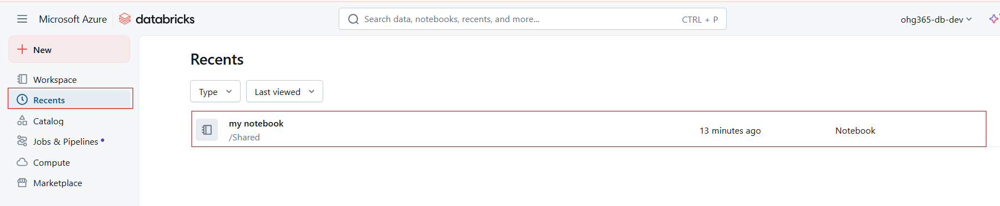 Microsoft Azure databricks Search data, notebooks, recents, and more... CTRL + P ohg365-db-dev
New
Workspace
Recents
Catalog
Jobs & Pipelines
Compute
Marketplace
Recents
Type Last viewed
my notebook
/Shared
13 minutes ago Notebook